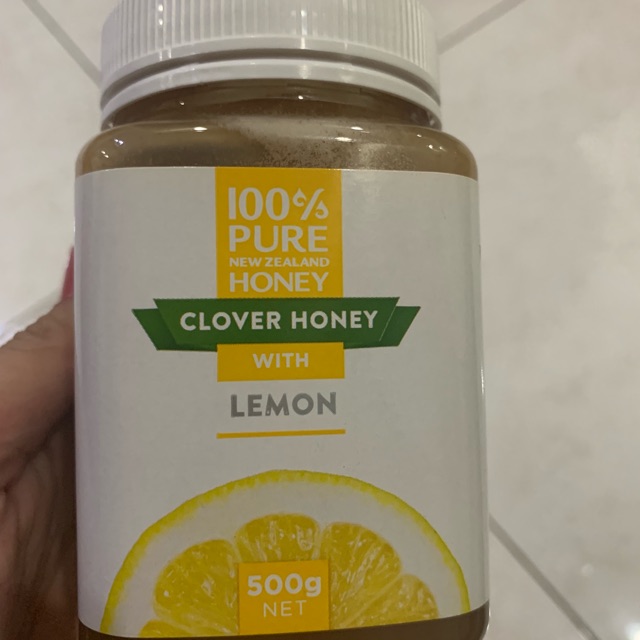 100%
PURE
NEW ZEALAND
HONEY
CLOVER HONEY
WITH
LEMON
500g
NET